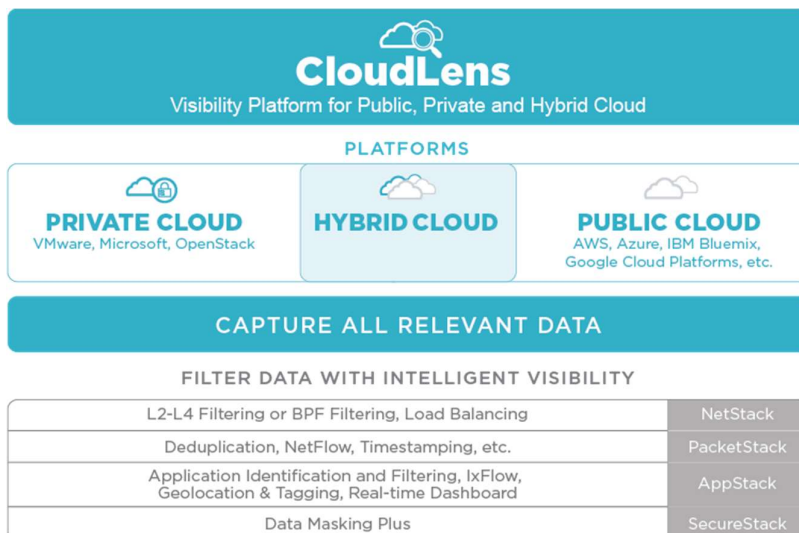 CloudLens
Visibility Platform for Public, Private and Hybrid Cloud
PLATFORMS
PRIVATE CLOUD
VMware, Microsoft, OpenStack
HYBRID CLOUD
PUBLIC CLOUD
AWS, Azure, IBM Bluemix,
Google Cloud Platforms, etc.
CAPTURE ALL RELEVANT DATA
FILTER DATA WITH INTELLIGENT VISIBILITY
L2-L4 Filtering or BPF Filtering, Load Balancing
NetStack
Deduplication, NetFlow, Timestamping, etc.
PacketStack
Application Identification and Filtering, IxFlow,
Geolocation & Tagging, Real-time Dashboard
AppStack
Data Masking Plus
SecureStack